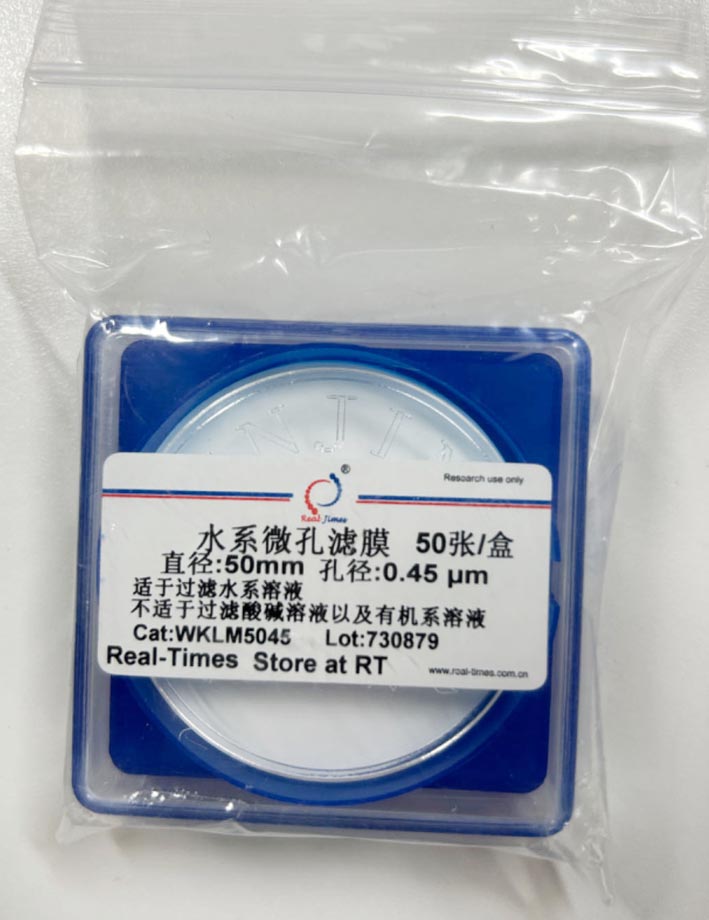 NJI
®
Research use only
Real Times
水系微孔滤膜 50张/盒
直径:50mm 孔径:0.45 μm
适于过滤水系溶液
不适于过滤酸碱溶液以及有机系溶液
Cat:WKLM5045 Lot:730879
Real-Times Store at RT
www.real-times.com.cn